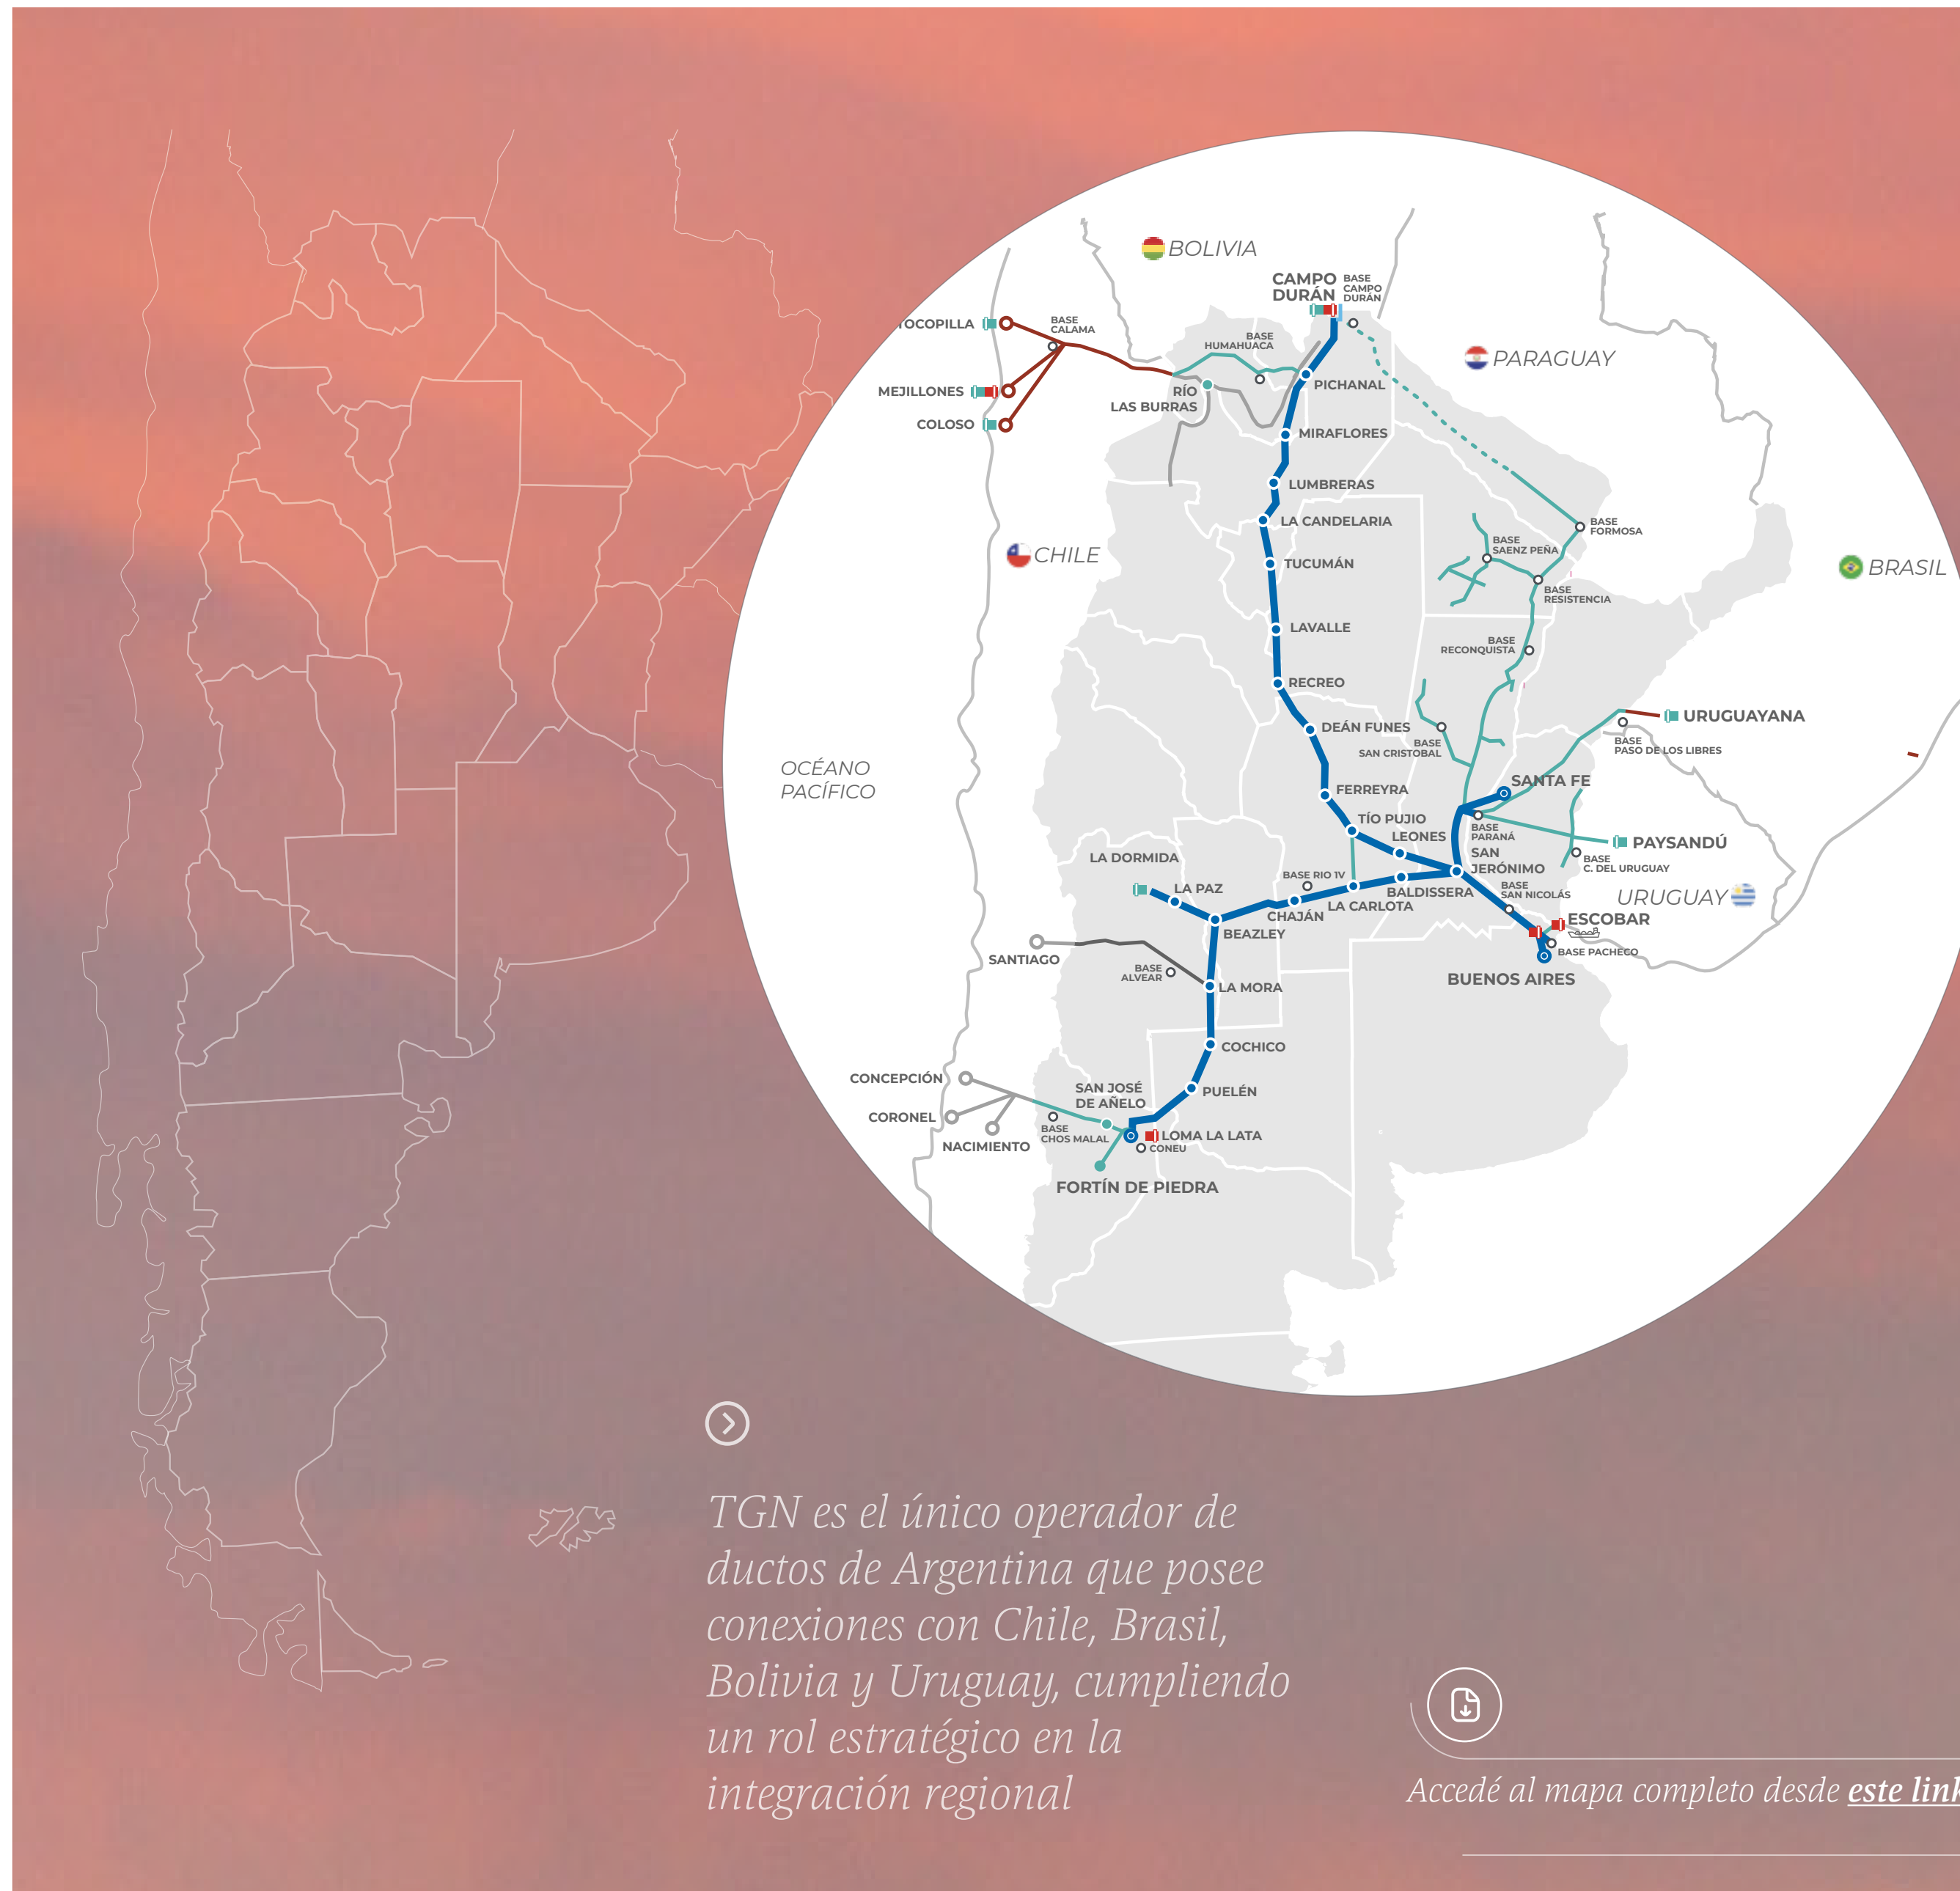 BOLIVIA
CAMPO
DURÁN
BASE
CAMPO
DURÁN
TOCOPILLA
BASE
CALAMA
BASE
HUMAHUACA
PARAGUAY
MEJILLONES
RÍO
LAS BURRAS
PICHANAL
COLOSO
MIRAFLORES
LUMBRERAS
LA CANDELARIA
BASE
FORMOSA
CHILE
BASE
SAENZ PEÑA
TUCUMÁN
BRASIL
BASE
RESISTENCIA
LAVALLE
BASE
RECONQUISTA
RECREO
URUGUAYANA
DEÁN FUNES
BASE
SAN CRISTOBAL
BASE
PASO DE LOS LIBRES
OCÉANO
PACÍFICO
SANTA FE
FERREYRA
TÍO PUJIO
LEONES
BASE
PARANÁ
PAYSANDÚ
SAN
JERÓNIMO
BASE
C. DEL URUGUAY
LA DORMIDA
BASE RIO 1V
LA PAZ
BALDISSERA
BASE
SAN NICOLÁS
URUGUAY
LA CARLOTA
CHAJÁN
ESCOBAR
BEAZLEY
BASE PACHECO
SANTIAGO
BASE
ALVEAR
BUENOS AIRES
LA MORA
COCHICO
CONCEPCIÓN
SAN JOSÉ
DE AÑELO
PUELÉN
CORONEL
BASE
CHOS MALAL
LOMA LA LATA
NACIMIENTO
CONEU
FORTÍN DE PIEDRA
TGN es el único operador de
ductos de Argentina que posee
conexiones con Chile, Brasil,
Bolivia y Uruguay, cumpliendo
un rol estratégico en la
integración regional
Accedé al mapa completo desde este link